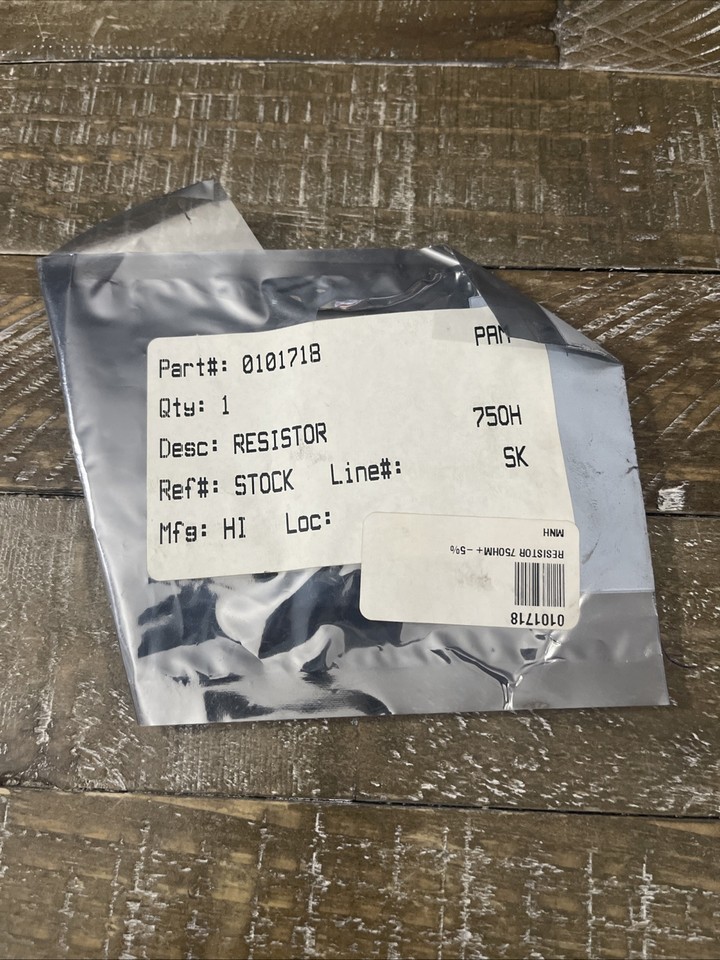 PAM
Part#: 0101718
Qty: 1
750H
Desc: RESISTOR
SK
Ref#: STOCK Line#:
Mfg: HI Loc:
0101718
RESISTOR 750HM +-5%
MNH